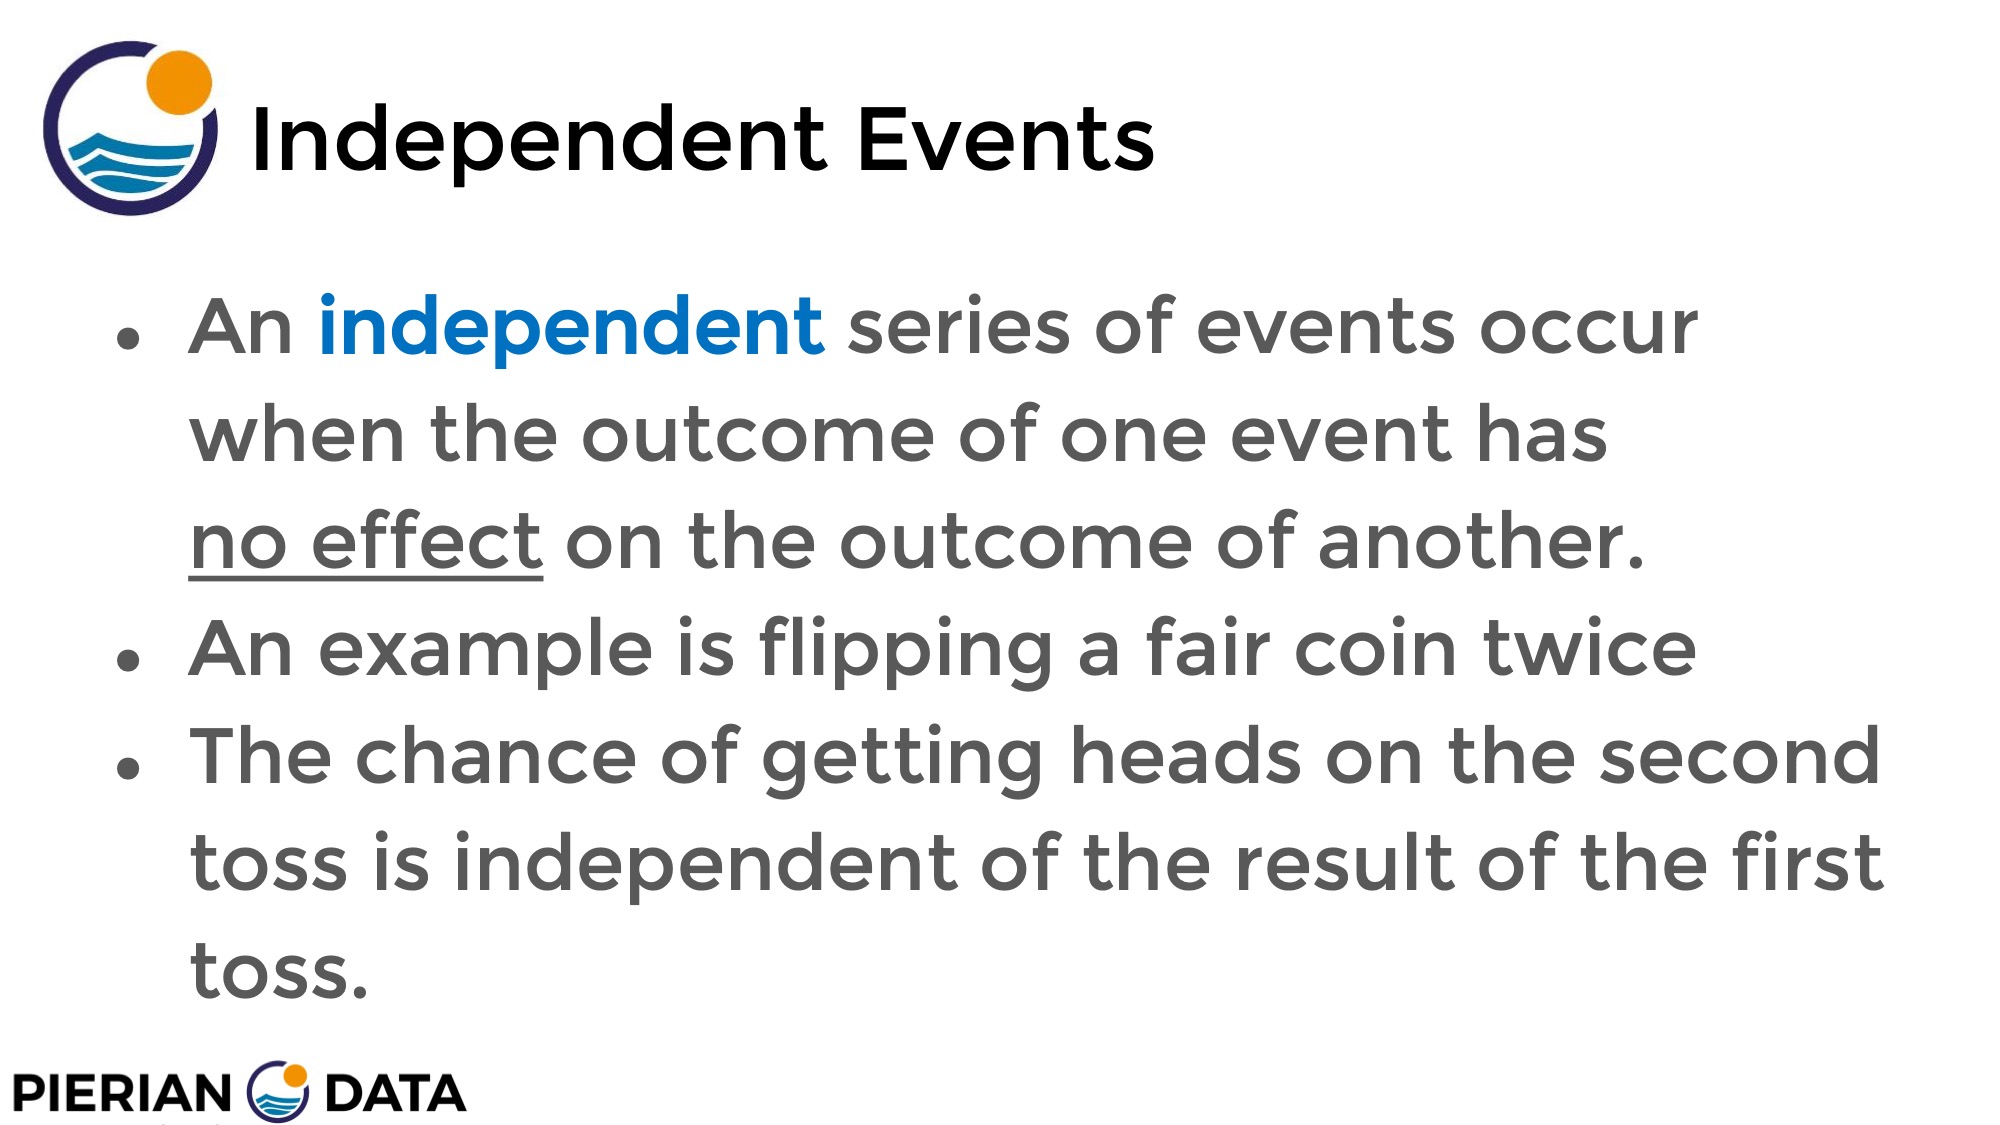 Independent Events
● An independent series of events occur
when the outcome of one event has
no effect on the outcome of another.
● An example is flipping a fair coin twice
● The chance of getting heads on the second
toss is independent of the result of the first
toss.
PIERIAN DATA